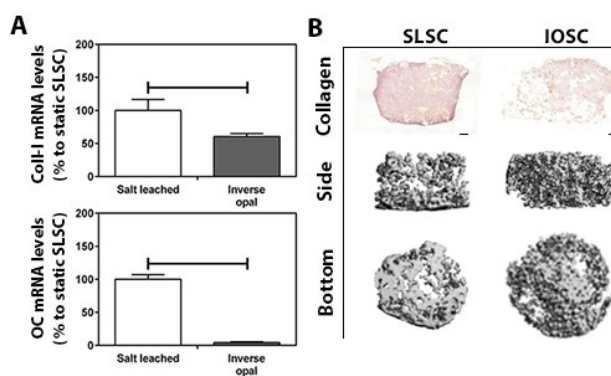 A
Coll-I mRNA levels
(% to static SLSC)
200
150
100
50
0
Salt leached
Inverse
opal
OC mRNA levels
(% to static SLSC)
200
150
100
50
0
Salt leached
Inverse
opal
B
SLSC
IOSC
Collagen
Side
Bottom